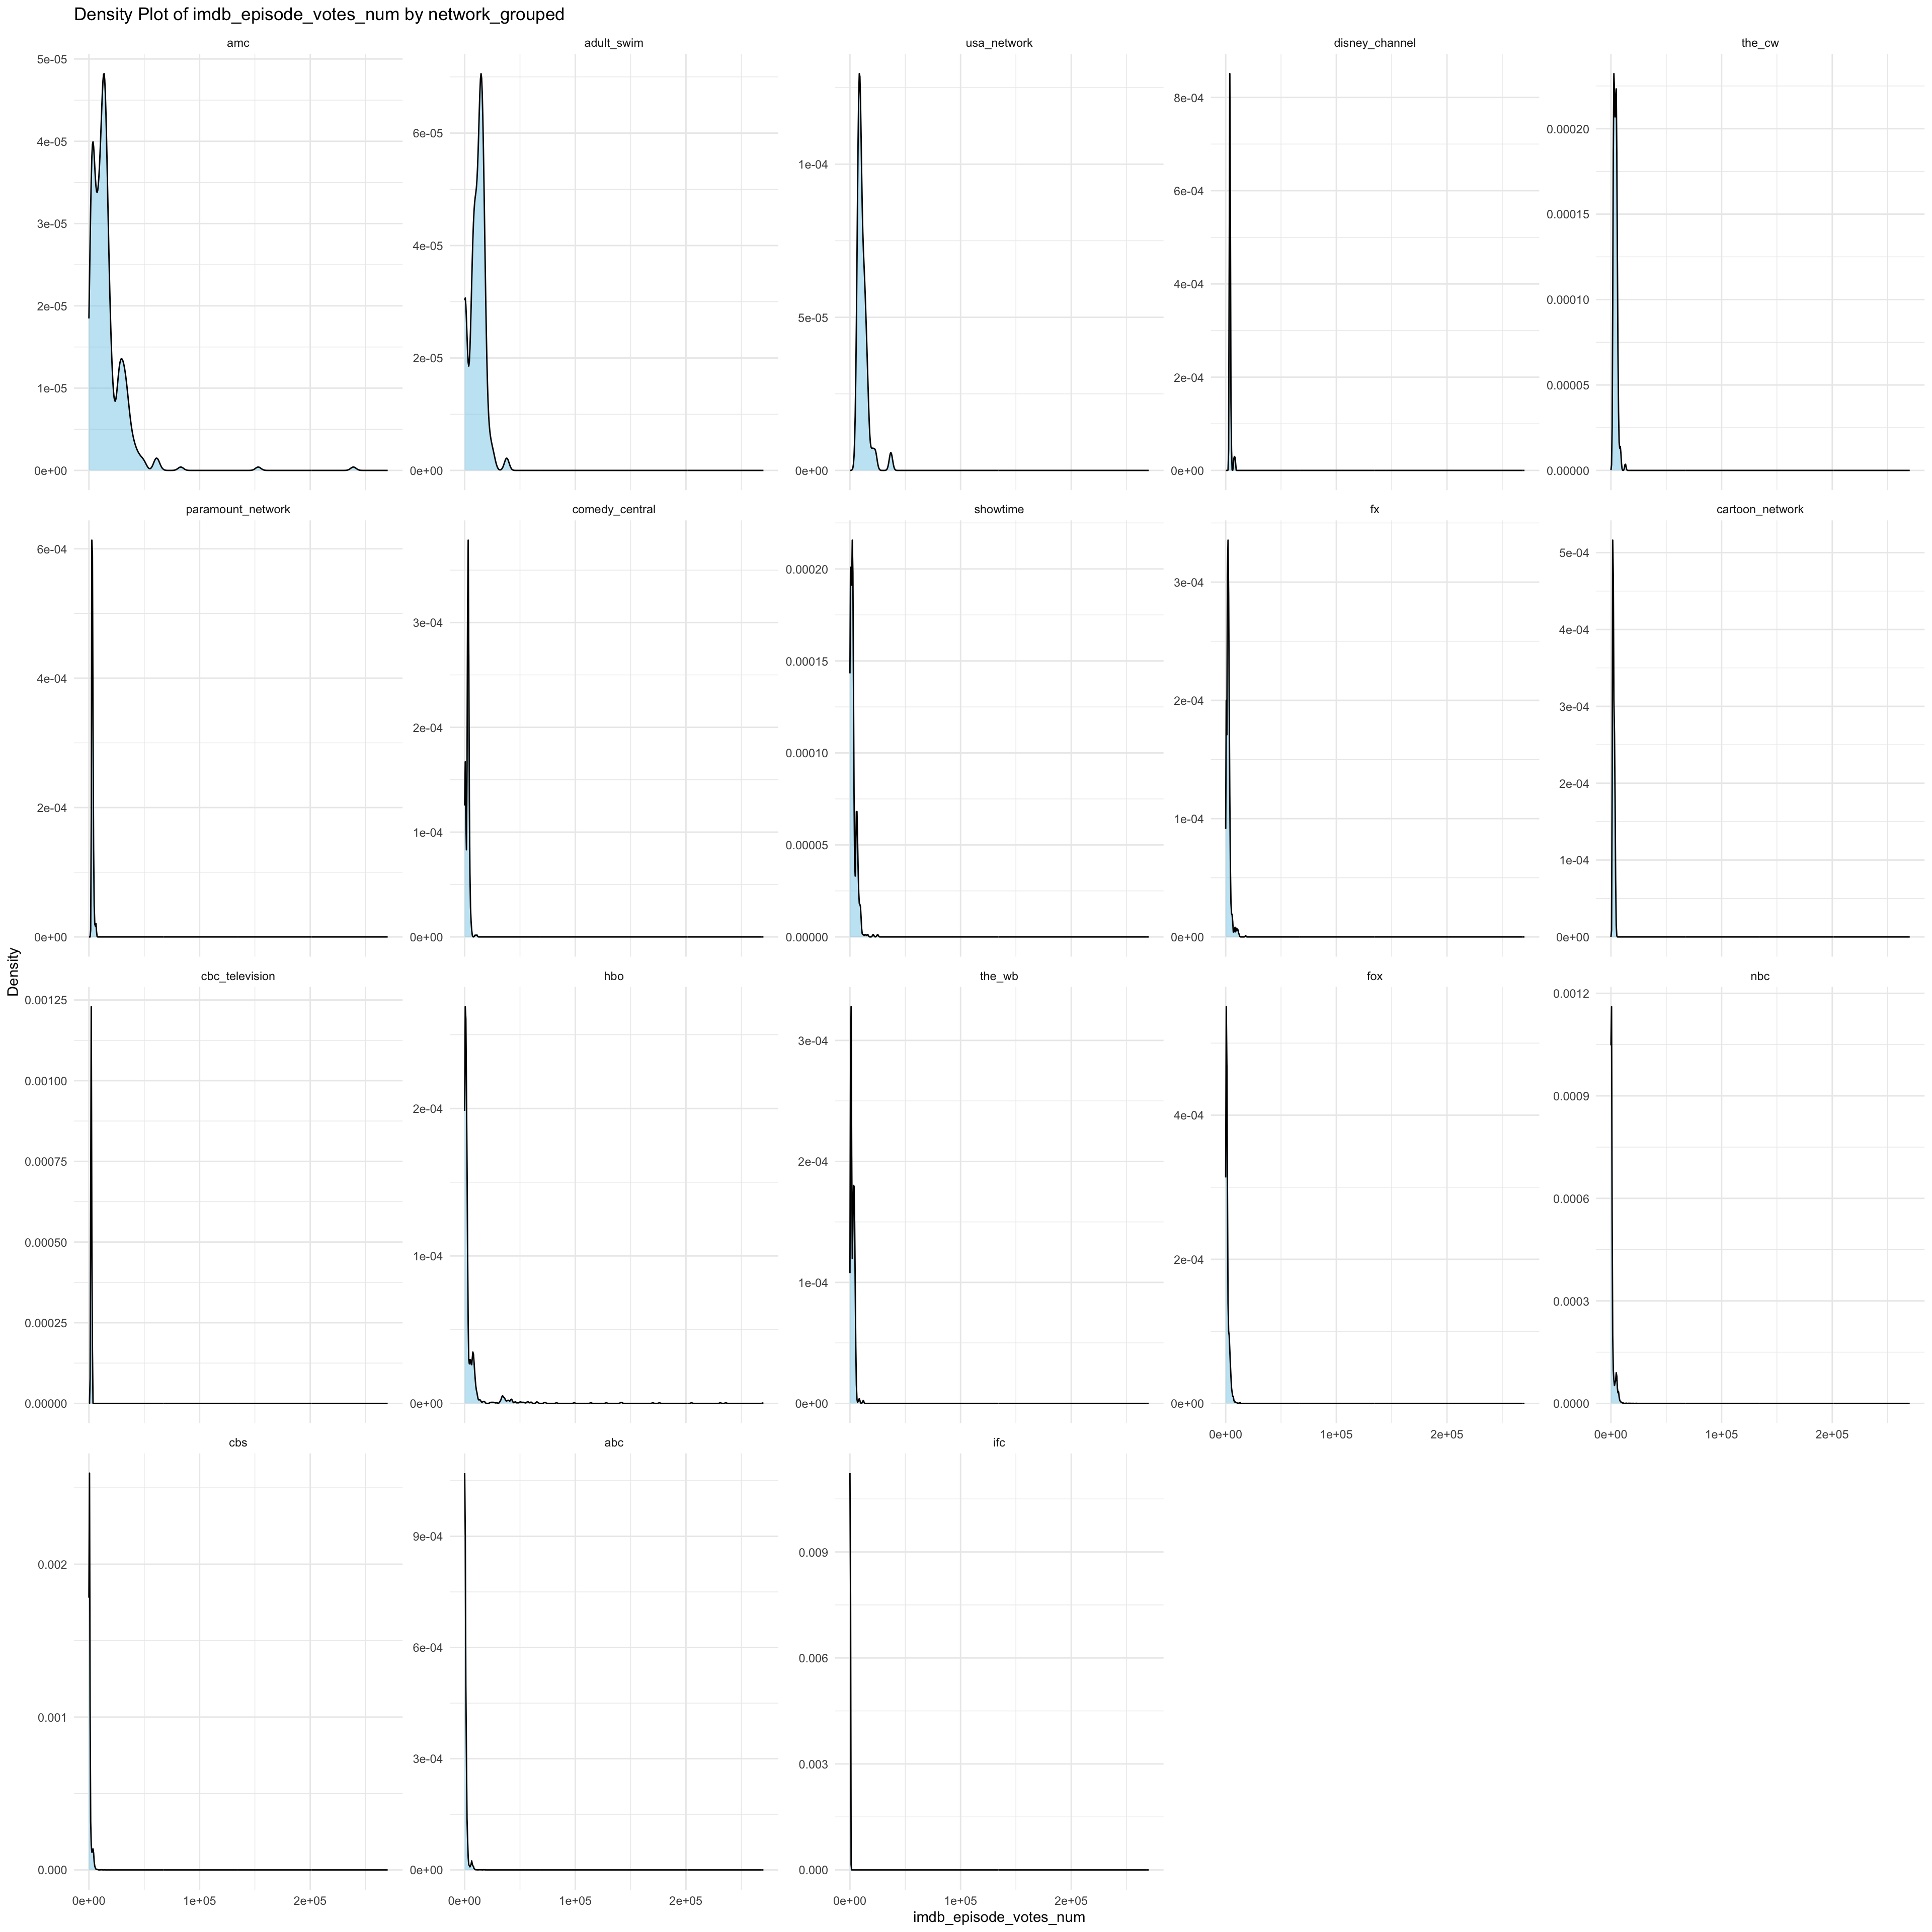 Density Plot of imdb_episode_votes_num by network_grouped
amc
adult_swim
usa_network
disney_channel
the_cw
5e-05
4e-05
3e-05
2e-05
1e-05
0e+00
6e-05
4e-05
2e-05
0e+00
1e-04
5e-05
0e+00
8e-04
6e-04
4e-04
2e-04
0e+00
0.00020
0.00015
0.00010
0.00005
0.00000
paramount_network
comedy_central
showtime
fx
cartoon_network
6e-04
4e-04
2e-04
0e+00
3e-04
2e-04
1e-04
0e+00
0.00020
0.00015
0.00010
0.00005
0.00000
3e-04
2e-04
1e-04
0e+00
5e-04
4e-04
3e-04
2e-04
1e-04
0e+00
Density
cbc_television
hbo
the_wb
fox
nbc
0.00125
0.00100
0.00075
0.00050
0.00025
0.00000
2e-04
1e-04
0e+00
3e-04
2e-04
1e-04
0e+00
4e-04
2e-04
0e+00
0.0012
0.0009
0.0006
0.0003
0.0000
0e+00 1e+05 2e+05
0e+00 1e+05 2e+05
cbs
abc
ifc
0.002
0.001
0.000
9e-04
6e-04
3e-04
0e+00
0.009
0.006
0.003
0.000
0e+00 1e+05 2e+05
0e+00 1e+05 2e+05
0e+00 1e+05 2e+05
imdb_episode_votes_num